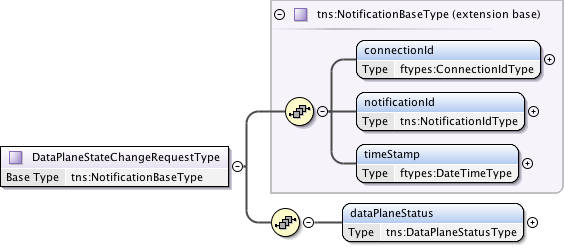 tns:NotificationBaseType (extension base)
connectionId
Type ftypes:ConnectionIdType
notificationId
Type tns:NotificationIdType
timeStamp
Type ftypes:DateTimeType
DataPlaneStateChangeRequestType
Base Type tns:NotificationBaseType
dataPlaneStatus
Type tns:DataPlaneStatusType